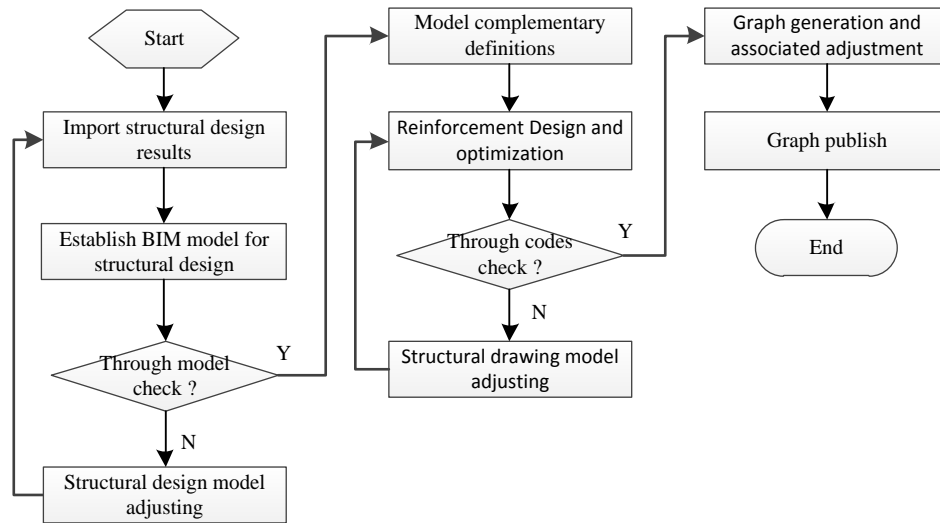 Start
Import structural design
results
Establish BIM model for
structural design
Through model
check ?
Y
N
Structural design model
adjusting
Model complementary
definitions
Reinforcement Design and
optimization
Through codes
check ?
Y
N
Structural drawing model
adjusting
Graph generation and
associated adjustment
Graph publish
End